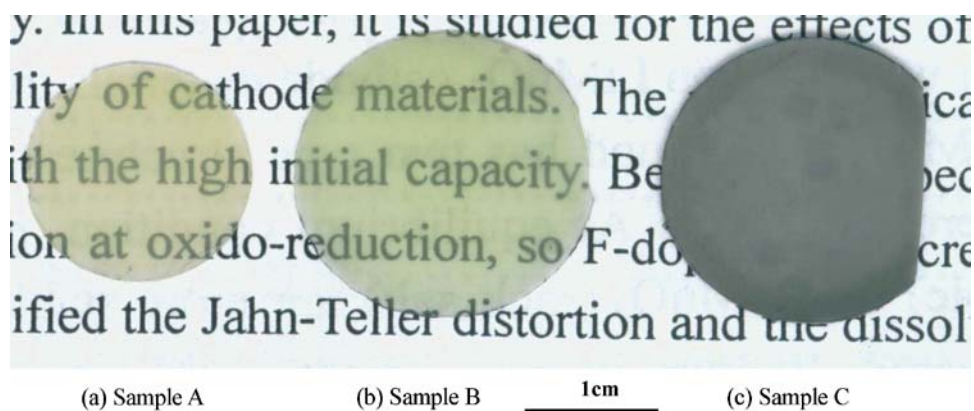 y. In this paper, it is studied for the effects of
lity of cathode materials. The ica
ith the high initial capacity. Be ped
ion at oxido-reduction, so F-do cre
ified the Jahn-Teller distortion and the dissol
(a) Sample A (b) Sample B 1cm (c) Sample C